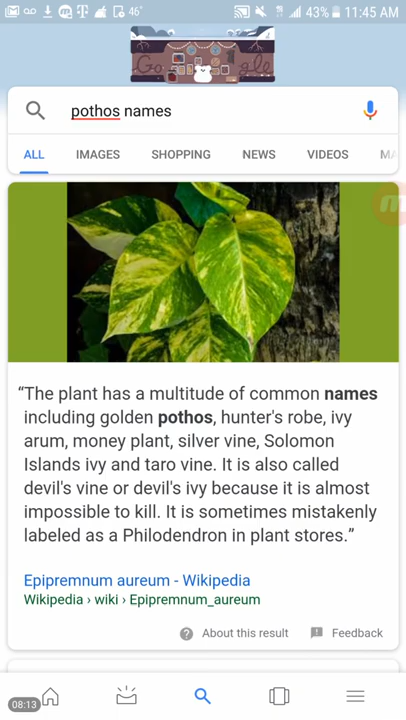 46° 43% 11:45 AM
Google
pothos names
ALL IMAGES SHOPPING NEWS VIDEOS MA
“The plant has a multitude of common names
including golden pothos, hunter's robe, ivy
arum, money plant, silver vine, Solomon
Islands ivy and taro vine. It is also called
devil's vine or devil's ivy because it is almost
impossible to kill. It is sometimes mistakenly
labeled as a Philodendron in plant stores.”
Epipremnum aureum - Wikipedia
Wikipedia › wiki › Epipremnum_aureum
About this result Feedback
08:13